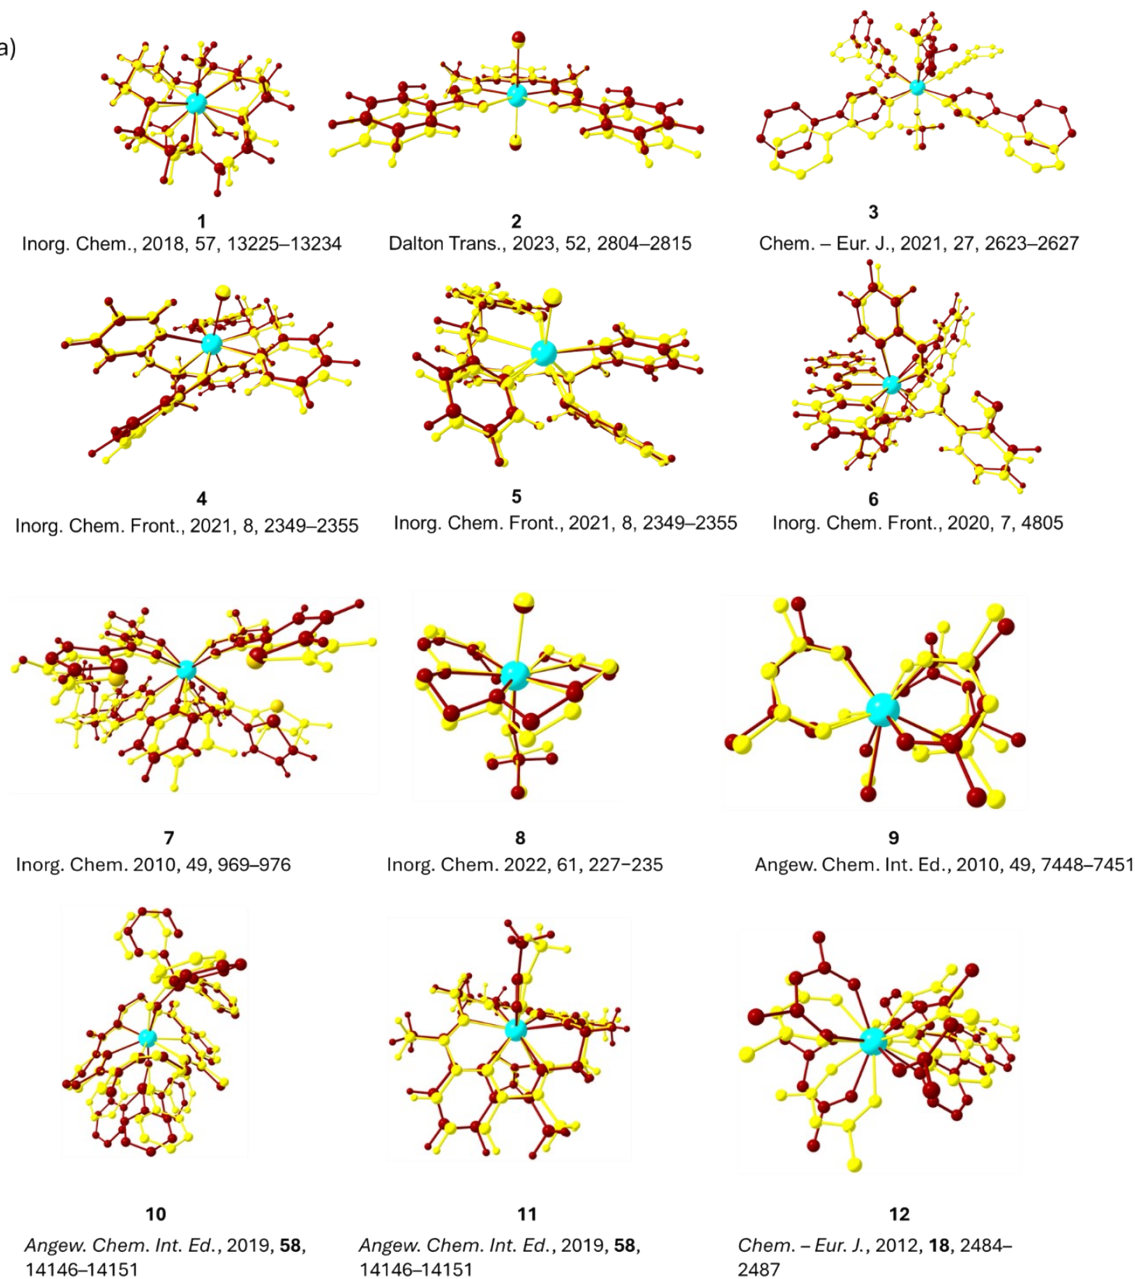 a)
1 2 3
Inorg. Chem., 2018, 57, 13225–13234 Dalton Trans., 2023, 52, 2804–2815 Chem. – Eur. J., 2021, 27, 2623–2627
4 5 6
Inorg. Chem. Front., 2021, 8, 2349–2355 Inorg. Chem. Front., 2021, 8, 2349–2355 Inorg. Chem. Front., 2020, 7, 4805
7 8 9
Inorg. Chem. 2010, 49, 969–976 Inorg. Chem. 2022, 61, 227−235 Angew. Chem. Int. Ed., 2010, 49, 7448–7451
10 11 12
Angew. Chem. Int. Ed., 2019, 58, Angew. Chem. Int. Ed., 2019, 58, Chem. – Eur. J., 2012, 18, 2484–
14146–14151 14146–14151 2487